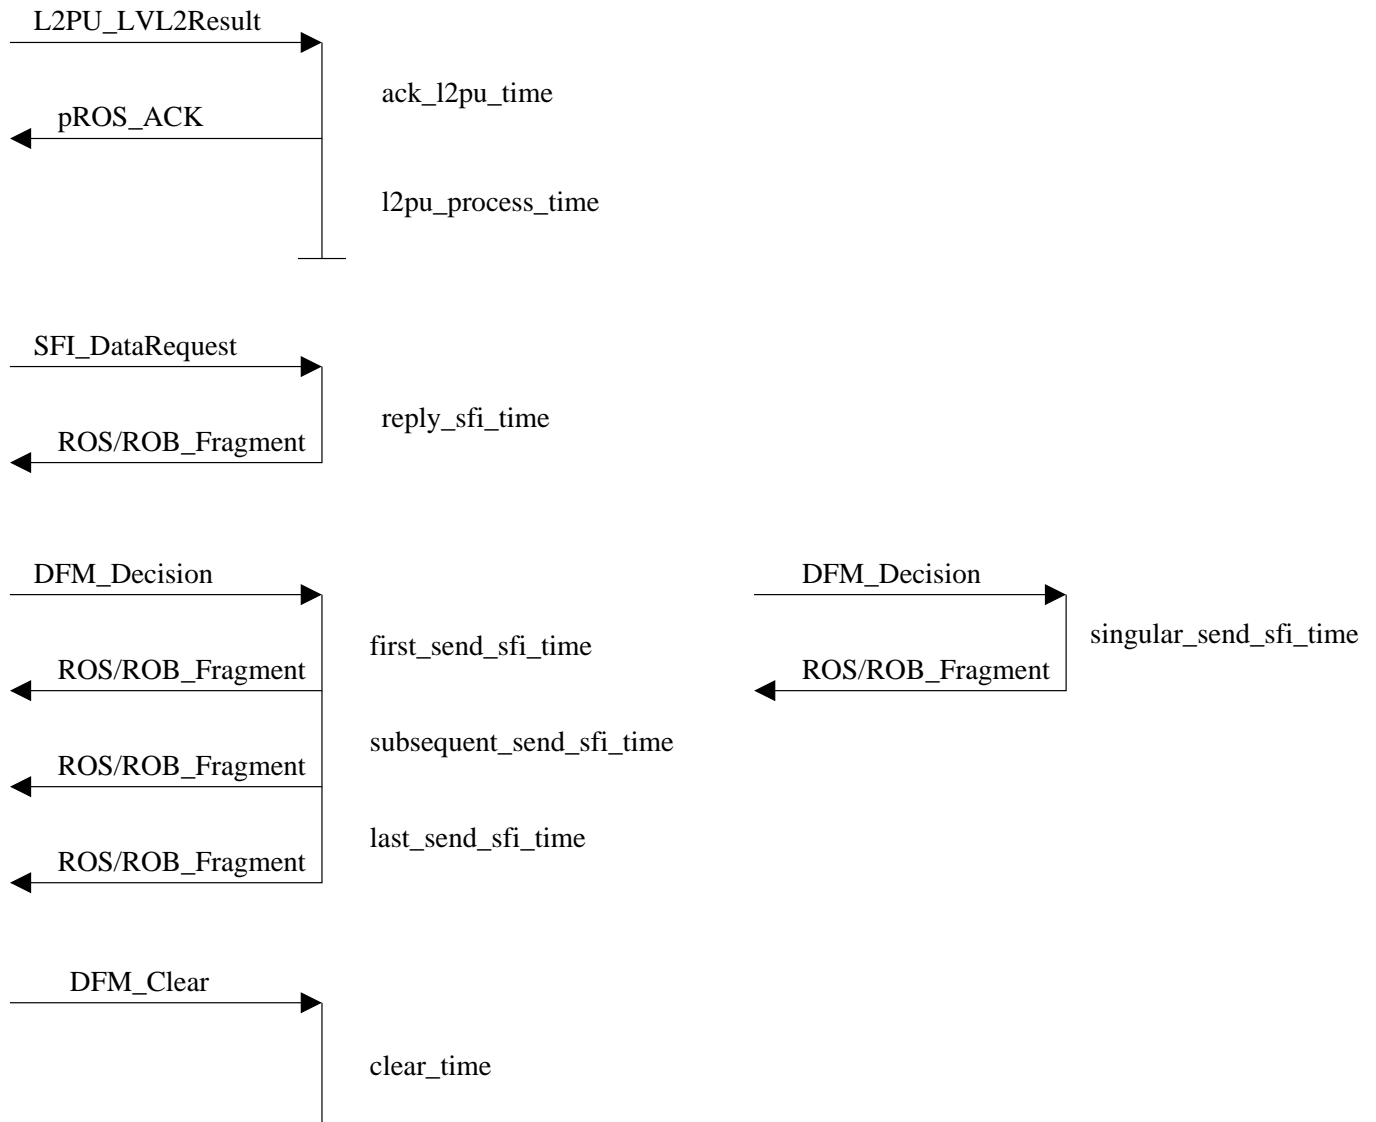 L2PU_LVL2Result
ack_l2pu_time
pROS_ACK
l2pu_process_time
SFI_DataRequest
reply_sfi_time
ROS/ROB_Fragment
DFM_Decision
first_send_sfi_time
ROS/ROB_Fragment
subsequent_send_sfi_time
ROS/ROB_Fragment
last_send_sfi_time
ROS/ROB_Fragment
DFM_Decision
singular_send_sfi_time
ROS/ROB_Fragment
DFM_Clear
clear_time